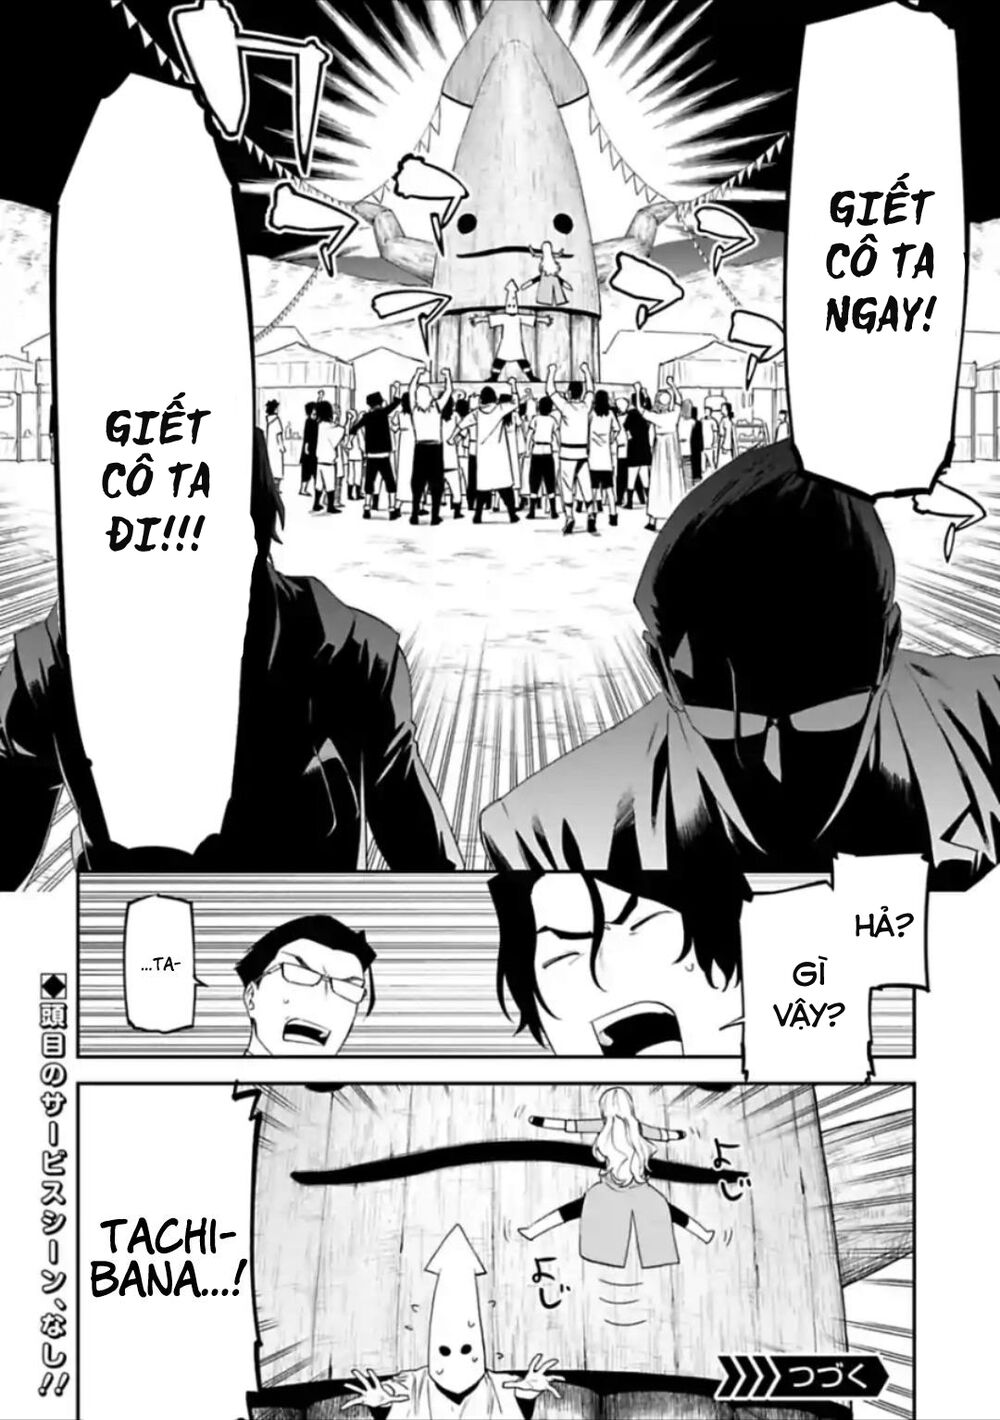 GIẾT
CÔ TA
NGAY!
GIẾT
CÔ TA
ĐI!!!
HẢ?
GÌ
VẬY?
...TA-
TACHI-
BANA...!
よじ
よじ
つづく
◆頭目のサービスシーン、なし!!